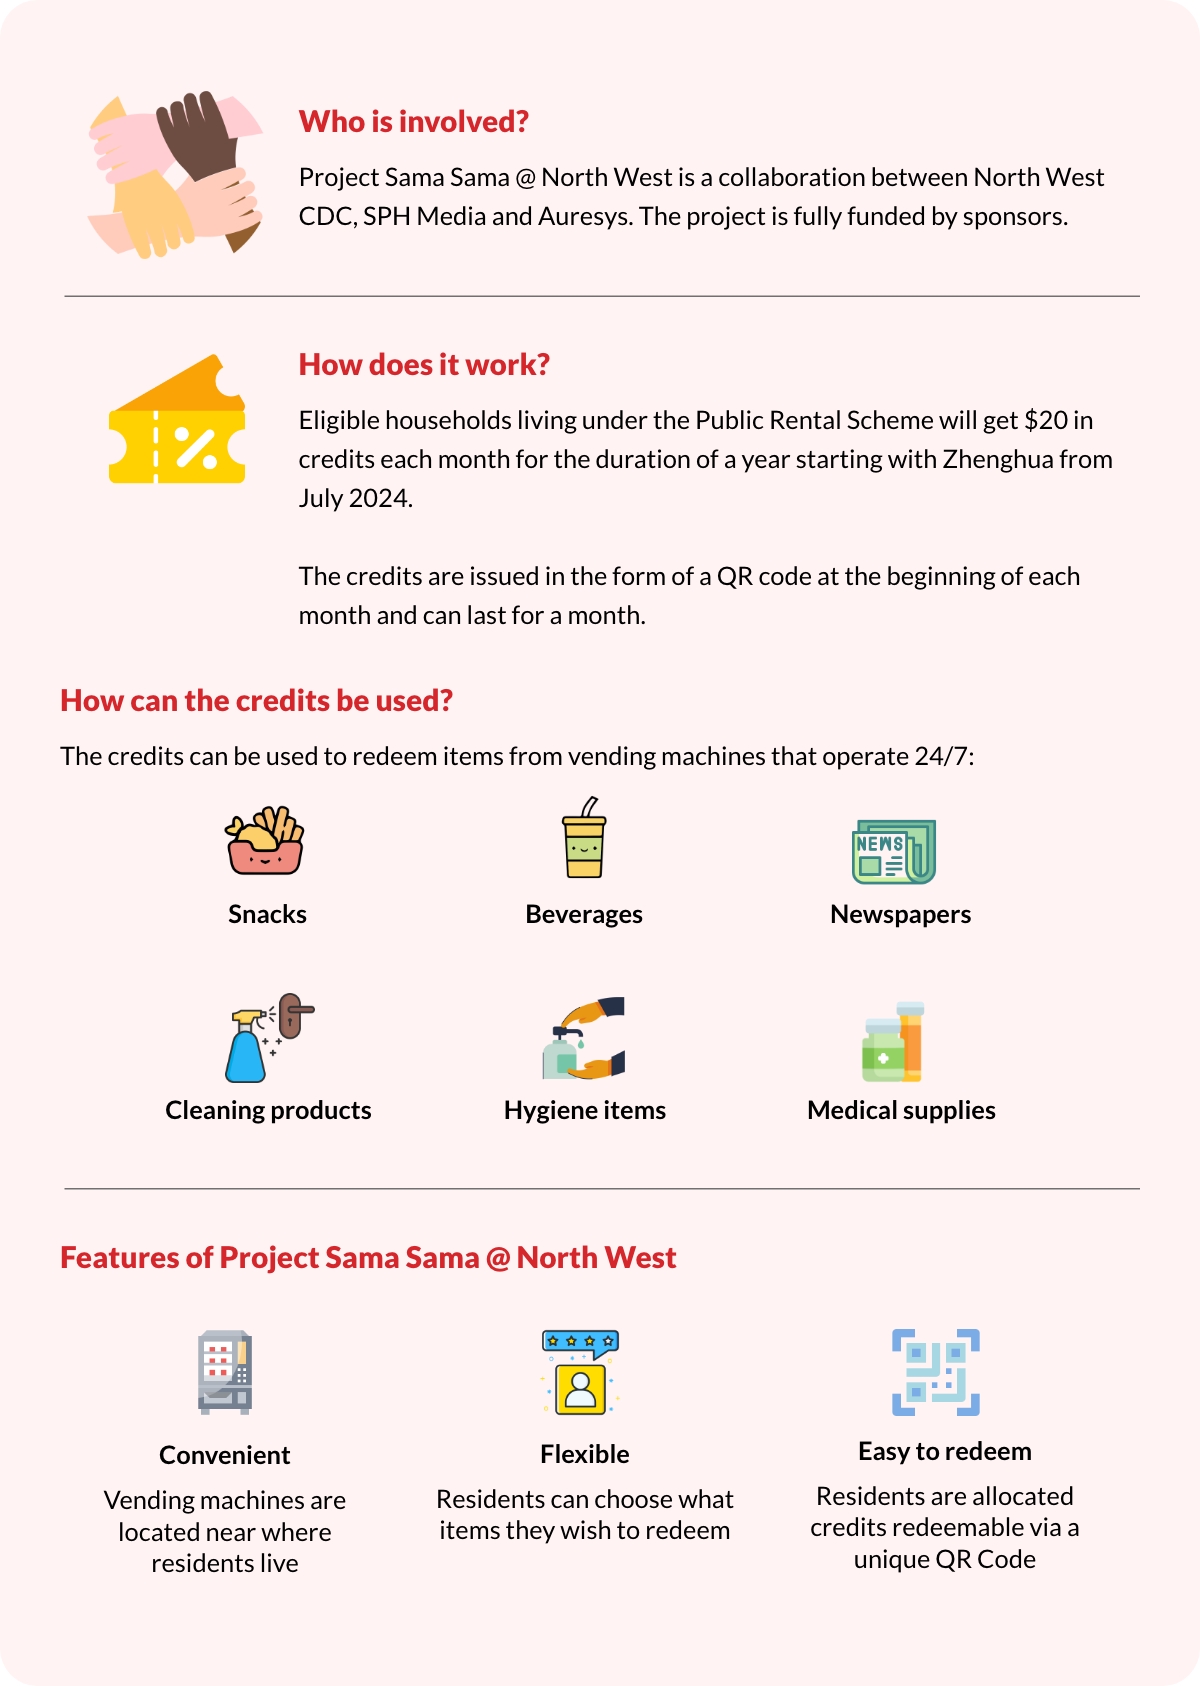 Who is involved?
Project Sama Sama @ North West is a collaboration between North West
CDC, SPH Media and Auresys. The project is fully funded by sponsors.
How does it work?
Eligible households living under the Public Rental Scheme will get $20 in
credits each month for the duration of a year starting with Zhenghua from
July 2024.
The credits are issued in the form of a QR code at the beginning of each
month and can last for a month.
How can the credits be used?
The credits can be used to redeem items from vending machines that operate 24/7:
NEWS
Snacks
Beverages
Newspapers
Cleaning products
Hygiene items
Medical supplies
Features of Project Sama Sama @ North West
Convenient
Vending machines are
located near where
residents live
Flexible
Residents can choose what
items they wish to redeem
Easy to redeem
Residents are allocated
credits redeemable via a
unique QR Code